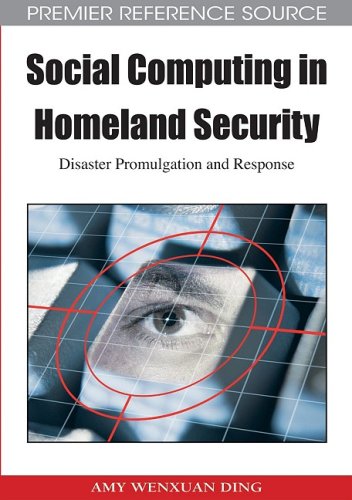 PREMIER REFERENCE SOURCE
Social Computing in
Homeland Security
Disaster Promulgation and Response
AMY WENXUAN DING